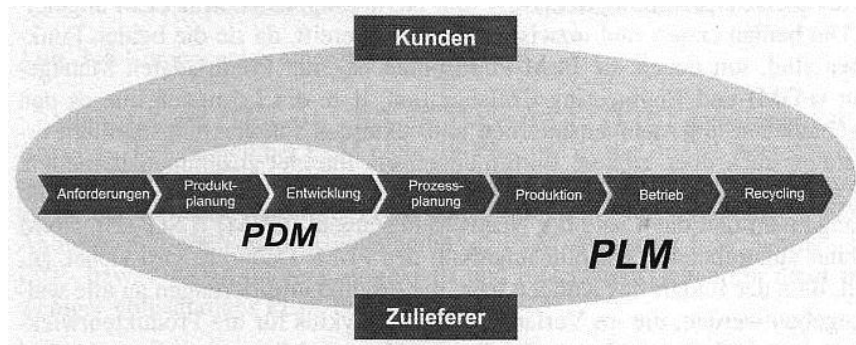 Kunden
Anforderungen
Produkt-
planung
Entwicklung
Prozess-
planung
Produktion
Betrieb
Recycling
PDM
PLM
Zulieferer